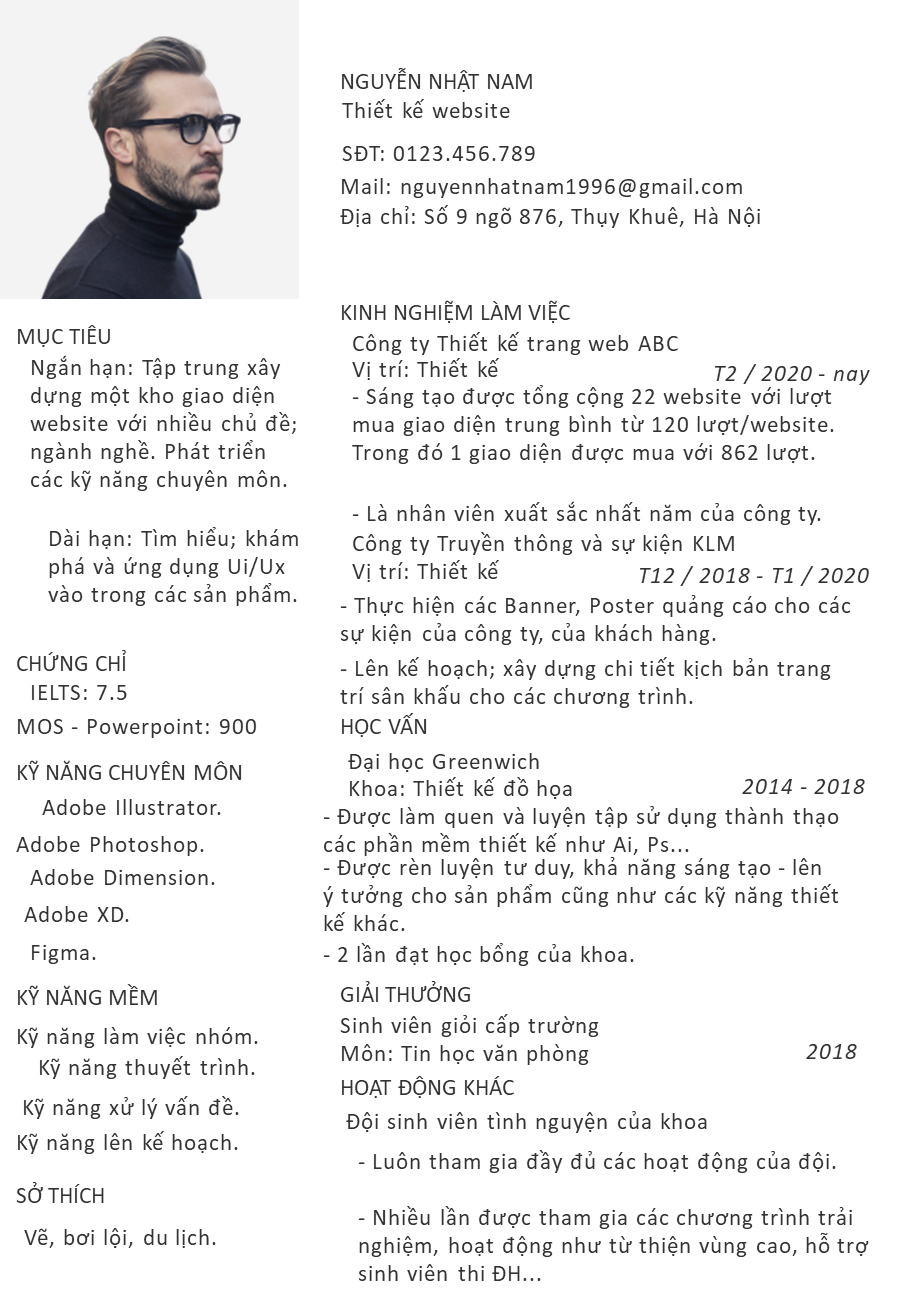 NGUYỄN NHẬT NAM
Thiết kế website
SĐT: 0123.456.789
Mail: nguyennhatnam1996@gmail.com
Địa chỉ: Số 9 ngõ 876, Thụy Khuê, Hà Nội
MỤC TIÊU
Ngắn hạn: Tập trung xây
dựng một kho giao diện
website với nhiều chủ đề;
ngành nghề. Phát triển
các kỹ năng chuyên môn.
Dài hạn: Tìm hiểu; khám
phá và ứng dụng Ui/Ux
vào trong các sản phẩm.
CHỨNG CHỈ
IELTS: 7.5
MOS - Powerpoint: 900
KỸ NĂNG CHUYÊN MÔN
Adobe Illustrator.
Adobe Photoshop.
Adobe Dimension.
Adobe XD.
Figma.
KỸ NĂNG MỀM
Kỹ năng làm việc nhóm.
Kỹ năng thuyết trình.
Kỹ năng xử lý vấn đề.
Kỹ năng lên kế hoạch.
SỞ THÍCH
Vẽ, bơi lội, du lịch.
KINH NGHIỆM LÀM VIỆC
Công ty Thiết kế trang web ABC
Vị trí: Thiết kế
T2 / 2020 - nay
- Sáng tạo được tổng cộng 22 website với lượt
mua giao diện trung bình từ 120 lượt/website.
Trong đó 1 giao diện được mua với 862 lượt.
- Là nhân viên xuất sắc nhất năm của công ty.
Công ty Truyền thông và sự kiện KLM
Vị trí: Thiết kế
T12 / 2018 - T1 / 2020
- Thực hiện các Banner, Poster quảng cáo cho các
sự kiện của công ty, của khách hàng.
- Lên kế hoạch; xây dựng chi tiết kịch bản trang
trí sân khấu cho các chương trình.
HỌC VẤN
Đại học Greenwich
Khoa: Thiết kế đồ họa
2014 - 2018
- Được làm quen và luyện tập sử dụng thành thạo
các phần mềm thiết kế như Ai, Ps...
- Được rèn luyện tư duy, khả năng sáng tạo - lên
ý tưởng cho sản phẩm cũng như các kỹ năng thiết
kế khác.
- 2 lần đạt học bổng của khoa.
GIẢI THƯỞNG
Sinh viên giỏi cấp trường
Môn: Tin học văn phòng
2018
HOẠT ĐỘNG KHÁC
Đội sinh viên tình nguyện của khoa
- Luôn tham gia đầy đủ các hoạt động của đội.
- Nhiều lần được tham gia các chương trình trải
nghiệm, hoạt động như từ thiện vùng cao, hỗ trợ
sinh viên thi ĐH...